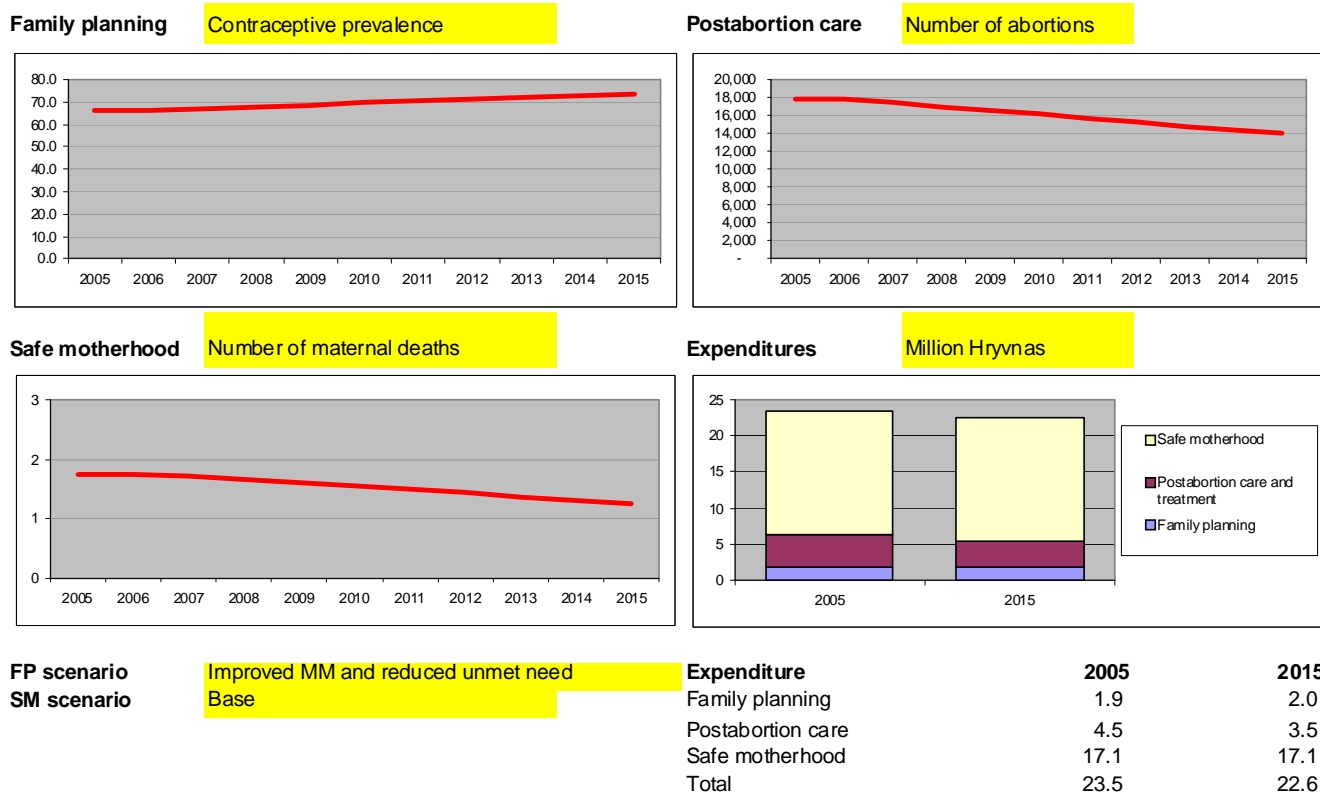 Family planning Contraceptive prevalence
80.0
70.0
60.0
50.0
40.0
30.0
20.0
10.0
0.0
2005 2006 2007 2008 2009 2010 2011 2012 2013 2014 2015
Postabortion care Number of abortions
20,000
18,000
16,000
14,000
12,000
10,000
8,000
6,000
4,000
2,000
-
2005 2006 2007 2008 2009 2010 2011 2012 2013 2014 2015
Safe motherhood Number of maternal deaths
3
2
1
0
2005 2006 2007 2008 2009 2010 2011 2012 2013 2014 2015
Expenditures Million Hryvnas
25
20
15
10
5
0
2005 2015
Safe motherhood
Postabortion care and
treatment
Family planning
FP scenario Improved MM and reduced unmet need
SM scenario Base
Expenditure 2005 2015
Family planning 1.9 2.0
Postabortion care 4.5 3.5
Safe motherhood 17.1 17.1
Total 23.5 22.6